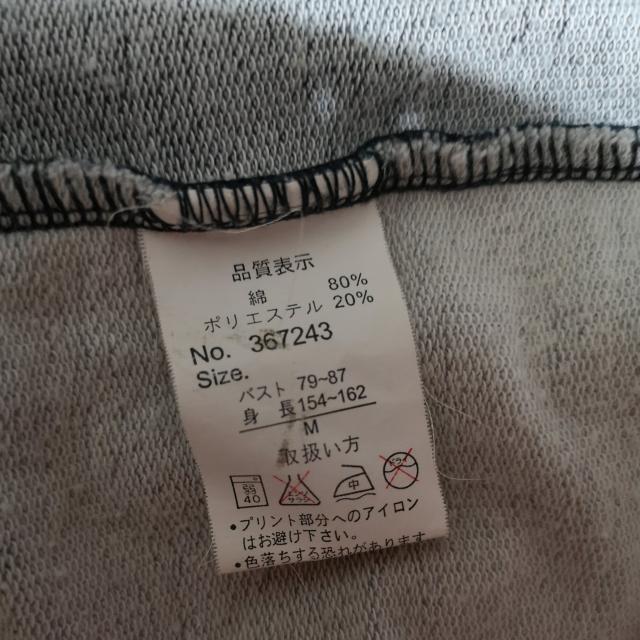 品質表示
綿 80%
ポリエステル 20%
No. 367243
Size.
バスト 79~87
身 長 154~162
M
取扱い方
40 中
•プリント部分へのアイロン
はお避け下さい。
•色落ちする恐れがあります